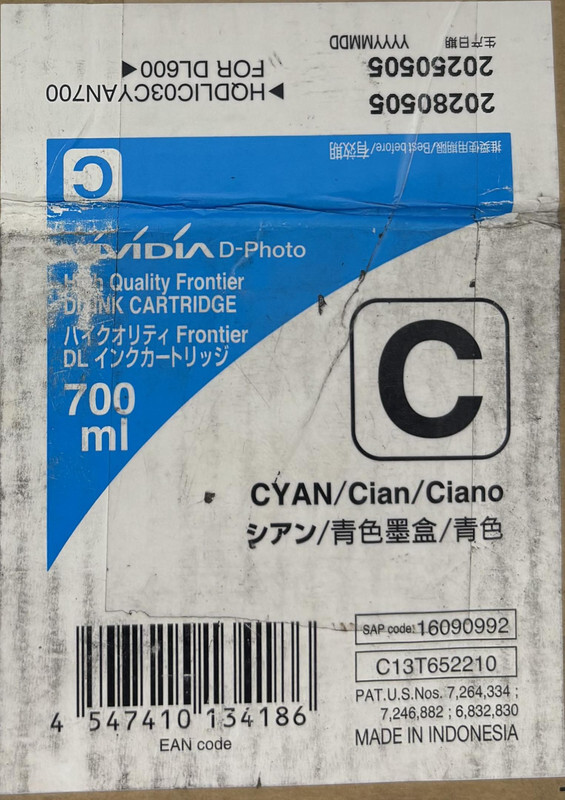 生产日期 YYYYMMDD
20250505
20280505
推奨使用期限/Best before/有效期
▶HQDLIC03CYAN700
FOR DL600◀
C
D-Photo
Quality Frontier
INK CARTRIDGE
ハイクオリティ Frontier
DL インクカートリッジ
700
ml
C
CYAN/Cian/Ciano
シアン/青色墨盒/青色
SAP code: 16090992
C13T652210
PAT.U.S.Nos. 7,264,334 ;
7,246,882 ; 6,832,830
MADE IN INDONESIA
4 547410 134186
EAN code